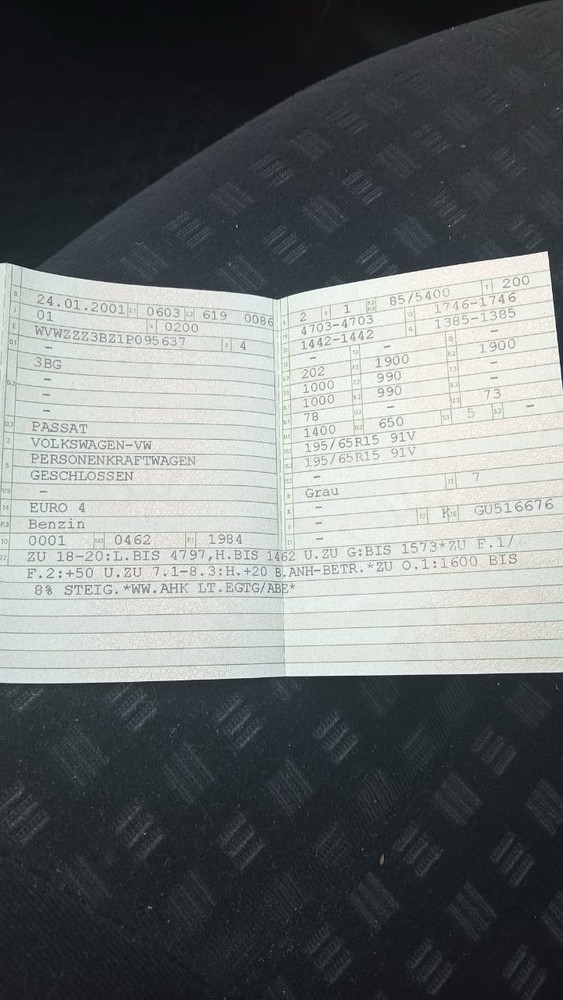 24.01.2001 0603 619 0086
01 0200
WVWZZZ3BZ1P095637 4
–
3BG
–
–
–
PASSAT
VOLKSWAGEN-VW
PERSONENKRAFTWAGEN
GESCHLOSSEN
–
EURO 4
Benzin
0001 0462 1984
2 1 85/5400 200
4703-4703 1746-1746
1442-1442 1385-1385
– – –
202 1900 1900
1000 990 –
1000 990 –
78 – 73
1400 650 5 –
195/65R15 91V
195/65R15 91V
–
Grau 7
– K GU516676
–
ZU 18-20:L.BIS 4797,H.BIS 1462 U.ZU G:BIS 1573*ZU F.1/
F.2:+50 U.ZU 7.1-8.3:H.+20 B.ANH-BETR.*ZU O.1:1600 BIS
8% STEIG.*WW.AHK LT.EGTG/ABE*